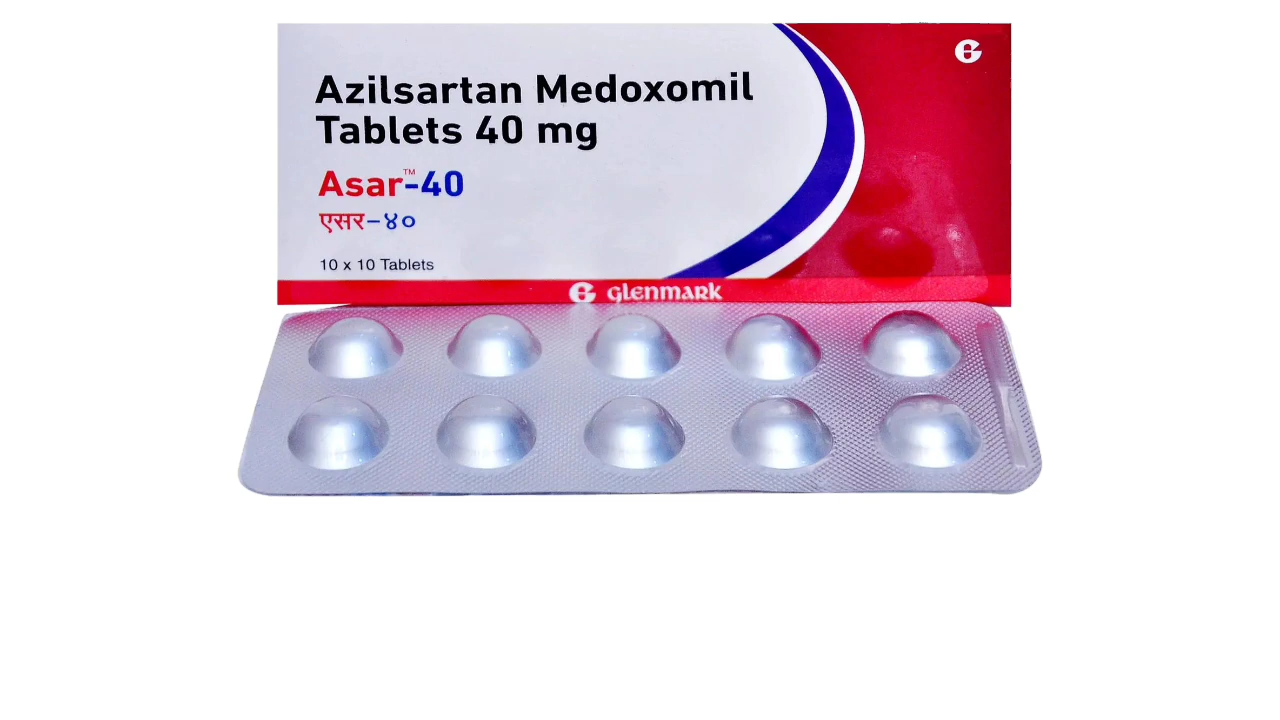 Azilsartan Medoxomil
Tablets 40 mg
Asar™-40
एसर-४०
10 x 10 Tablets
G glenmark